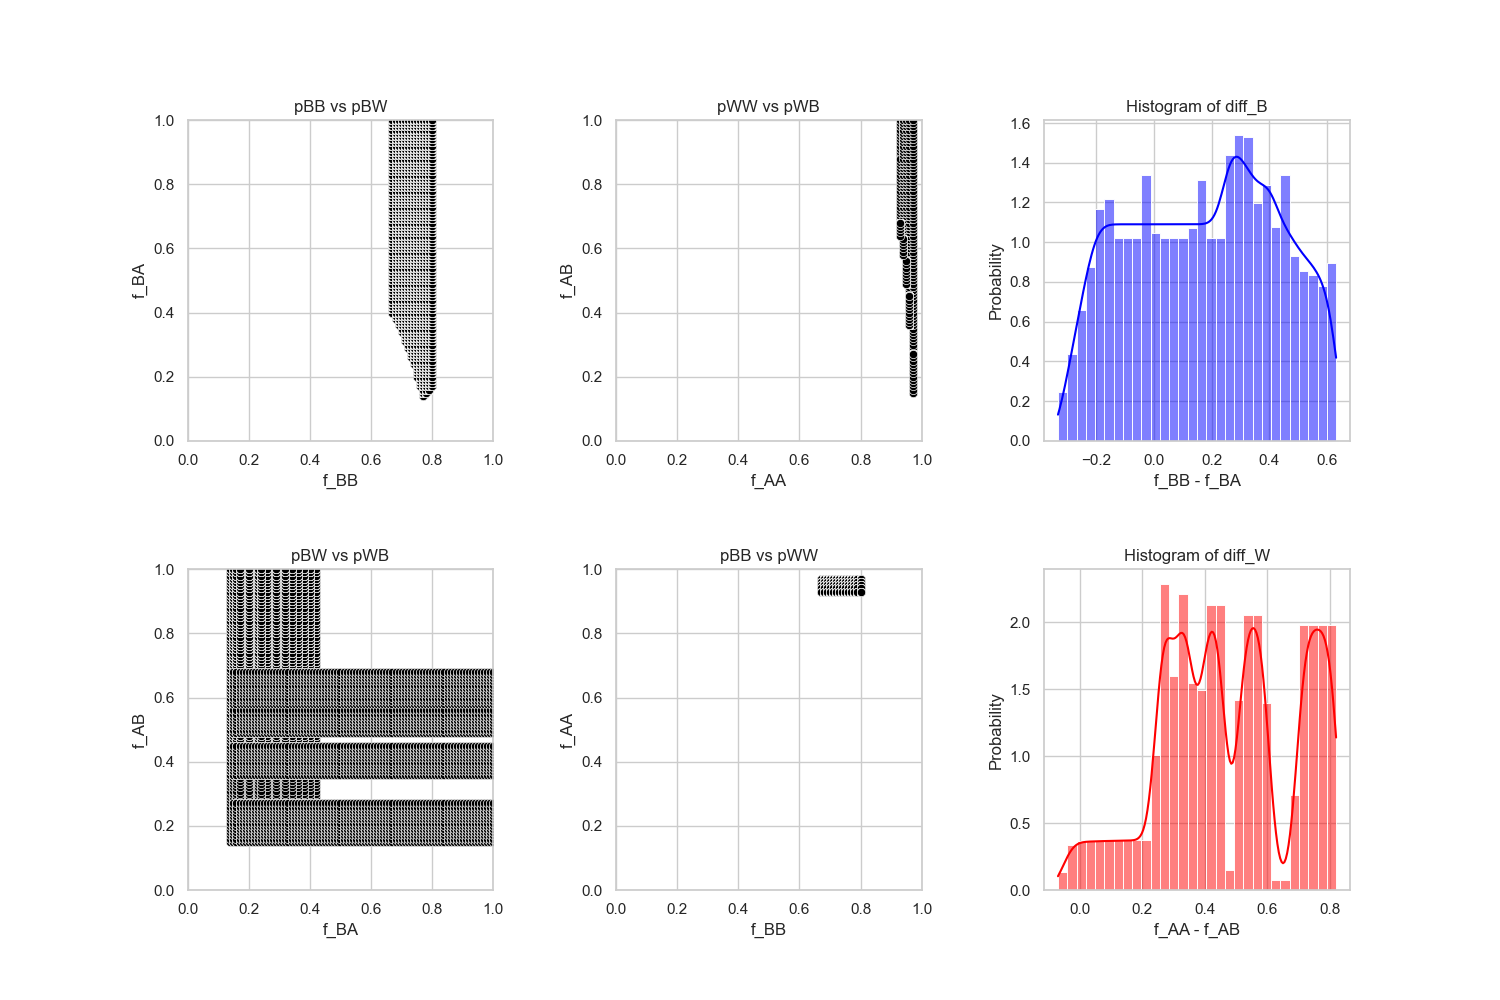 pBB vs pBW
1.0
0.8
0.6
0.4
0.2
0.0
f_BA
0.0 0.2 0.4 0.6 0.8 1.0
f_BB
pWW vs pWB
1.0
0.8
0.6
0.4
0.2
0.0
f_AB
0.0 0.2 0.4 0.6 0.8 1.0
f_AA
Histogram of diff_B
1.6
1.4
1.2
1.0
0.8
0.6
0.4
0.2
0.0
Probability
−0.2 0.0 0.2 0.4 0.6
f_BB - f_BA
pBW vs pWB
1.0
0.8
0.6
0.4
0.2
0.0
f_AB
0.0 0.2 0.4 0.6 0.8 1.0
f_BA
pBB vs pWW
1.0
0.8
0.6
0.4
0.2
0.0
f_AA
0.0 0.2 0.4 0.6 0.8 1.0
f_BB
Histogram of diff_W
2.0
1.5
1.0
0.5
0.0
Probability
0.0 0.2 0.4 0.6 0.8
f_AA - f_AB